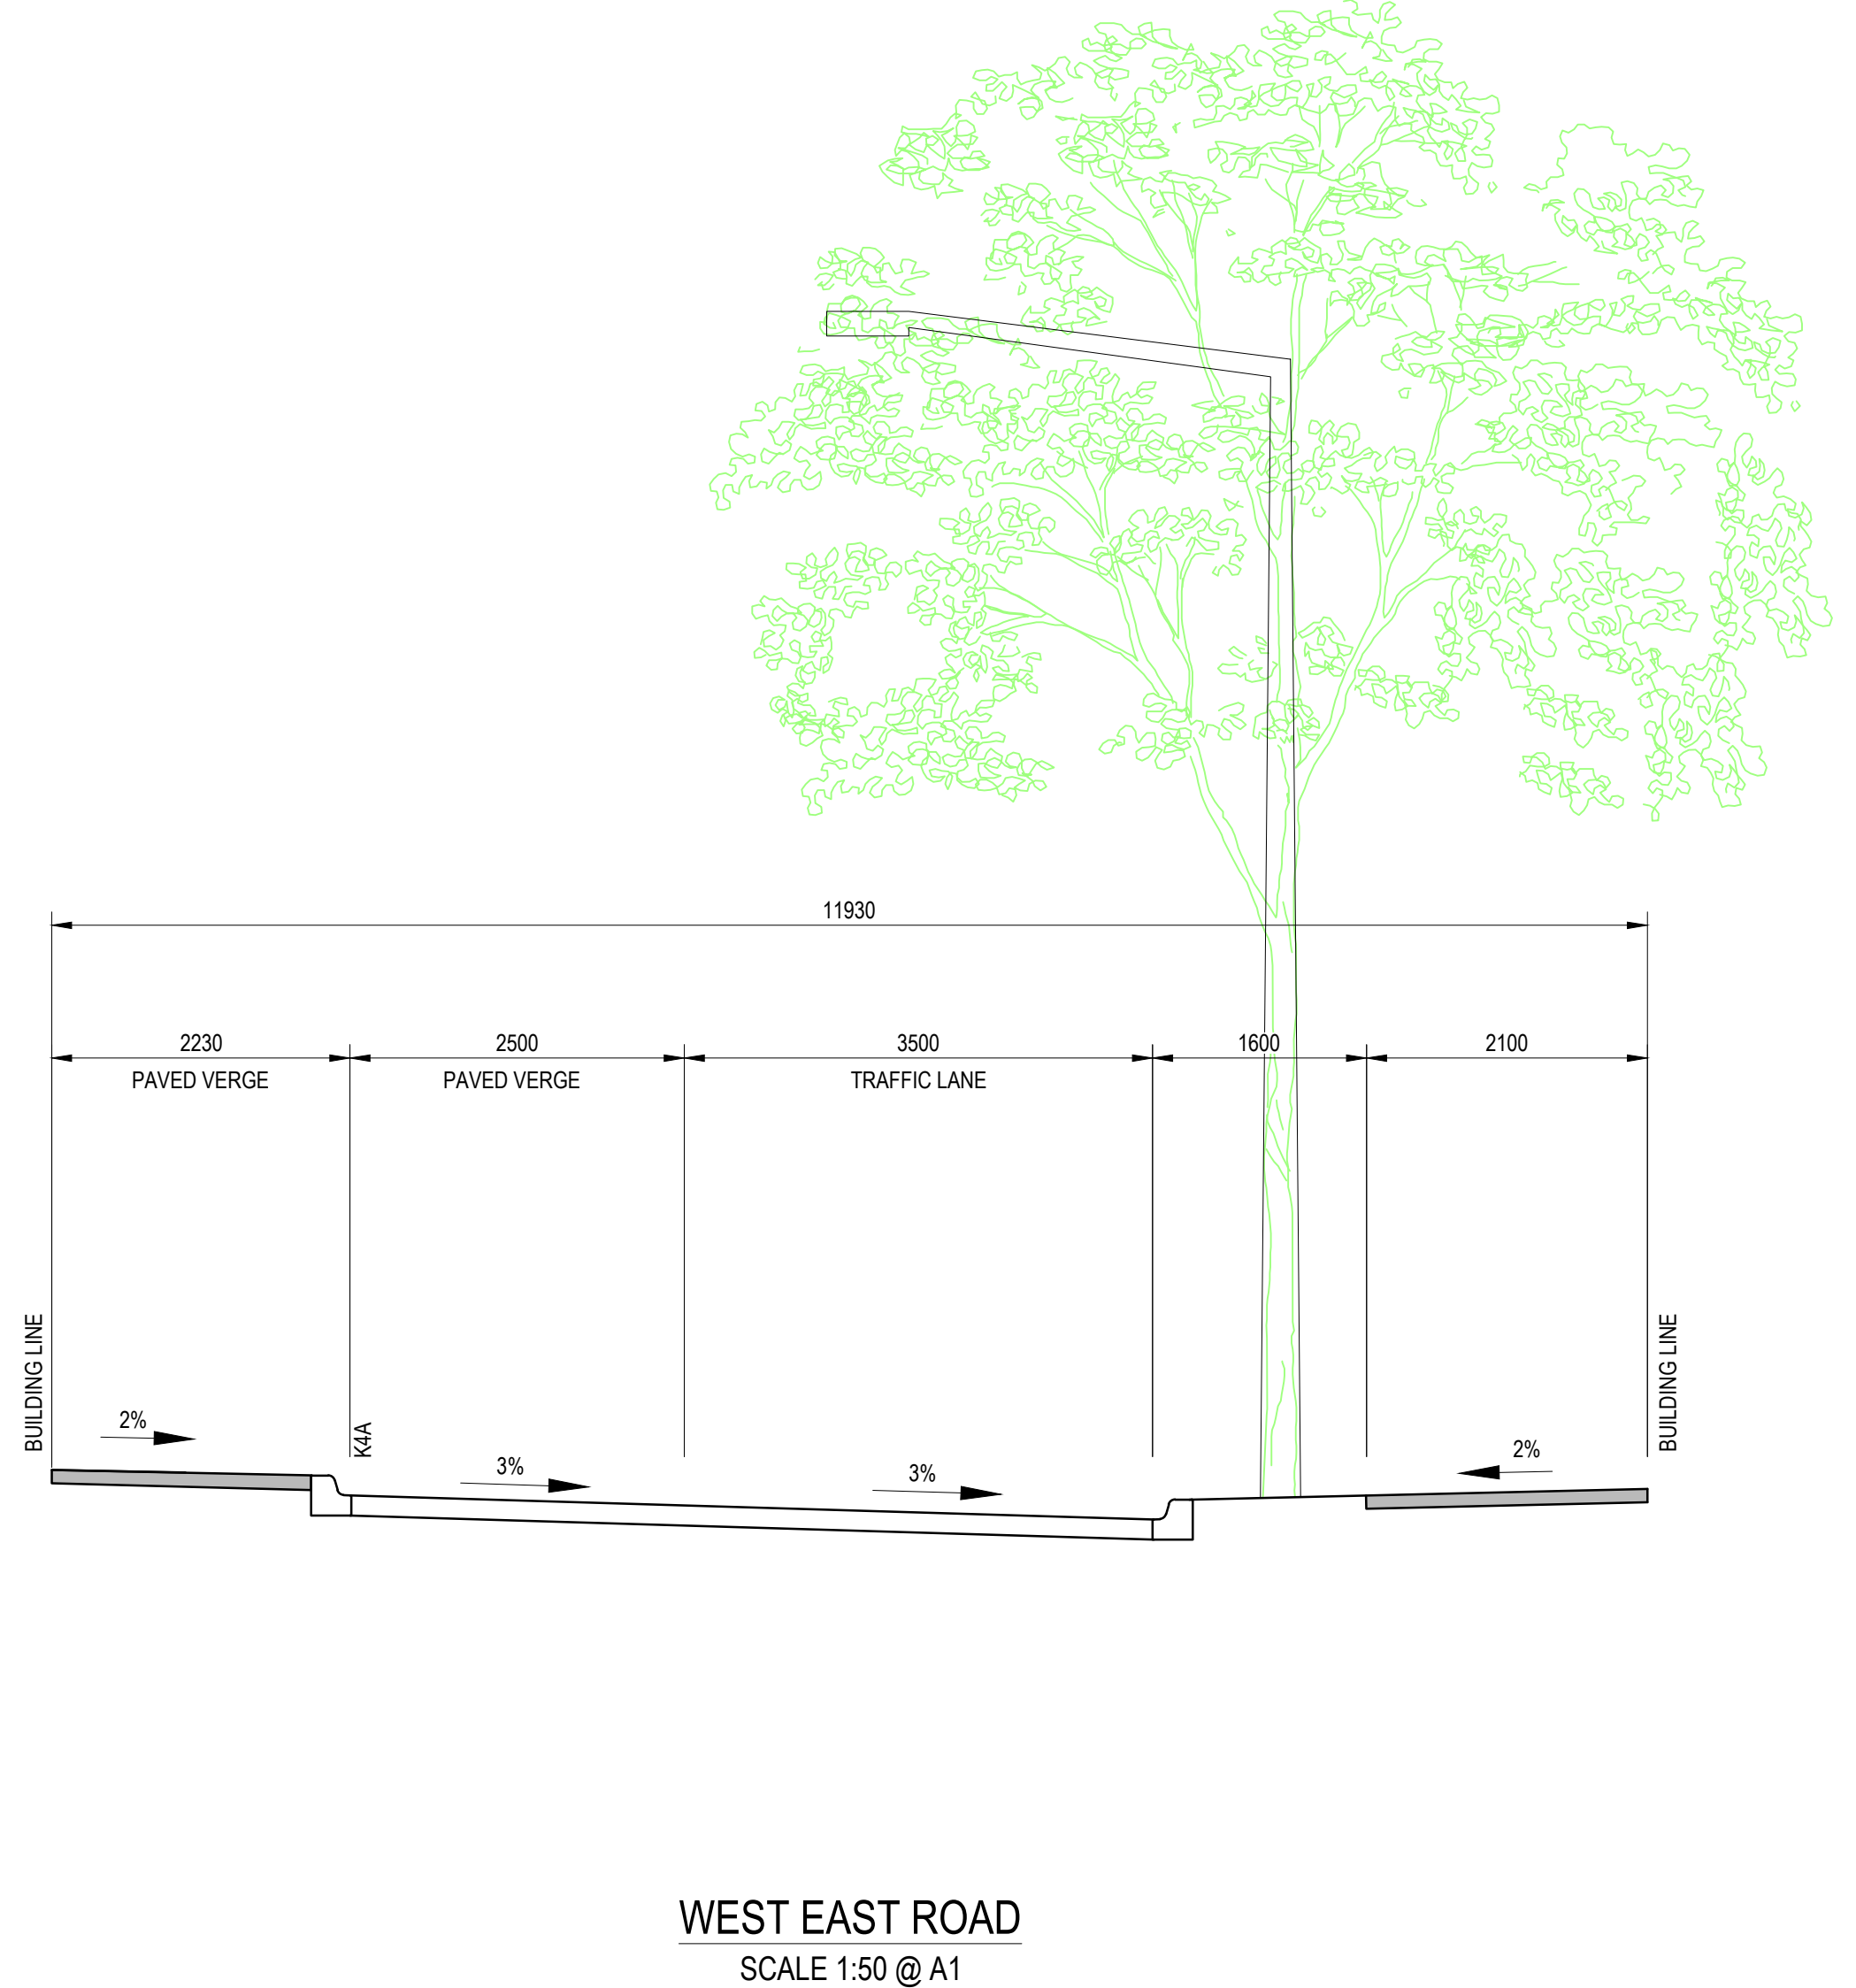 11930
2230
2500
3500
1600
2100
PAVED VERGE
PAVED VERGE
TRAFFIC LANE
BUILDING LINE
K4A
BUILDING LINE
2%
3%
3%
2%
WEST EAST ROAD
SCALE 1:50 @ A1